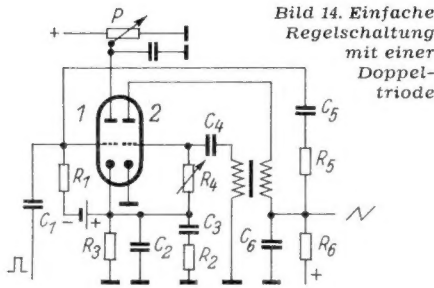 Bild 14. Einfache
Regelschaltung
mit einer
Doppel-
triode
P
+
1
2
C4
C5
R1
R4
R5
C1
- +
R3
C2
C3
R2
C6
R6
+